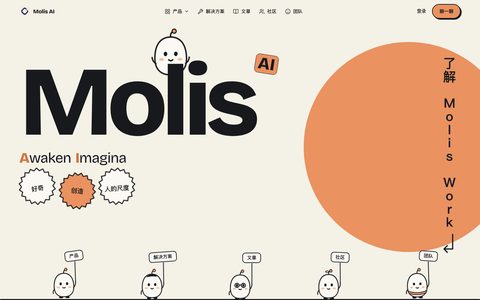 Molis AI
产品
解决方案
文章
社区
团队
登录
聊一聊
Molis
AI
Awaken Imagina
好奇
创造
人的尺度
了解 Molis Work
产品
解决方案
文章
社区
团队